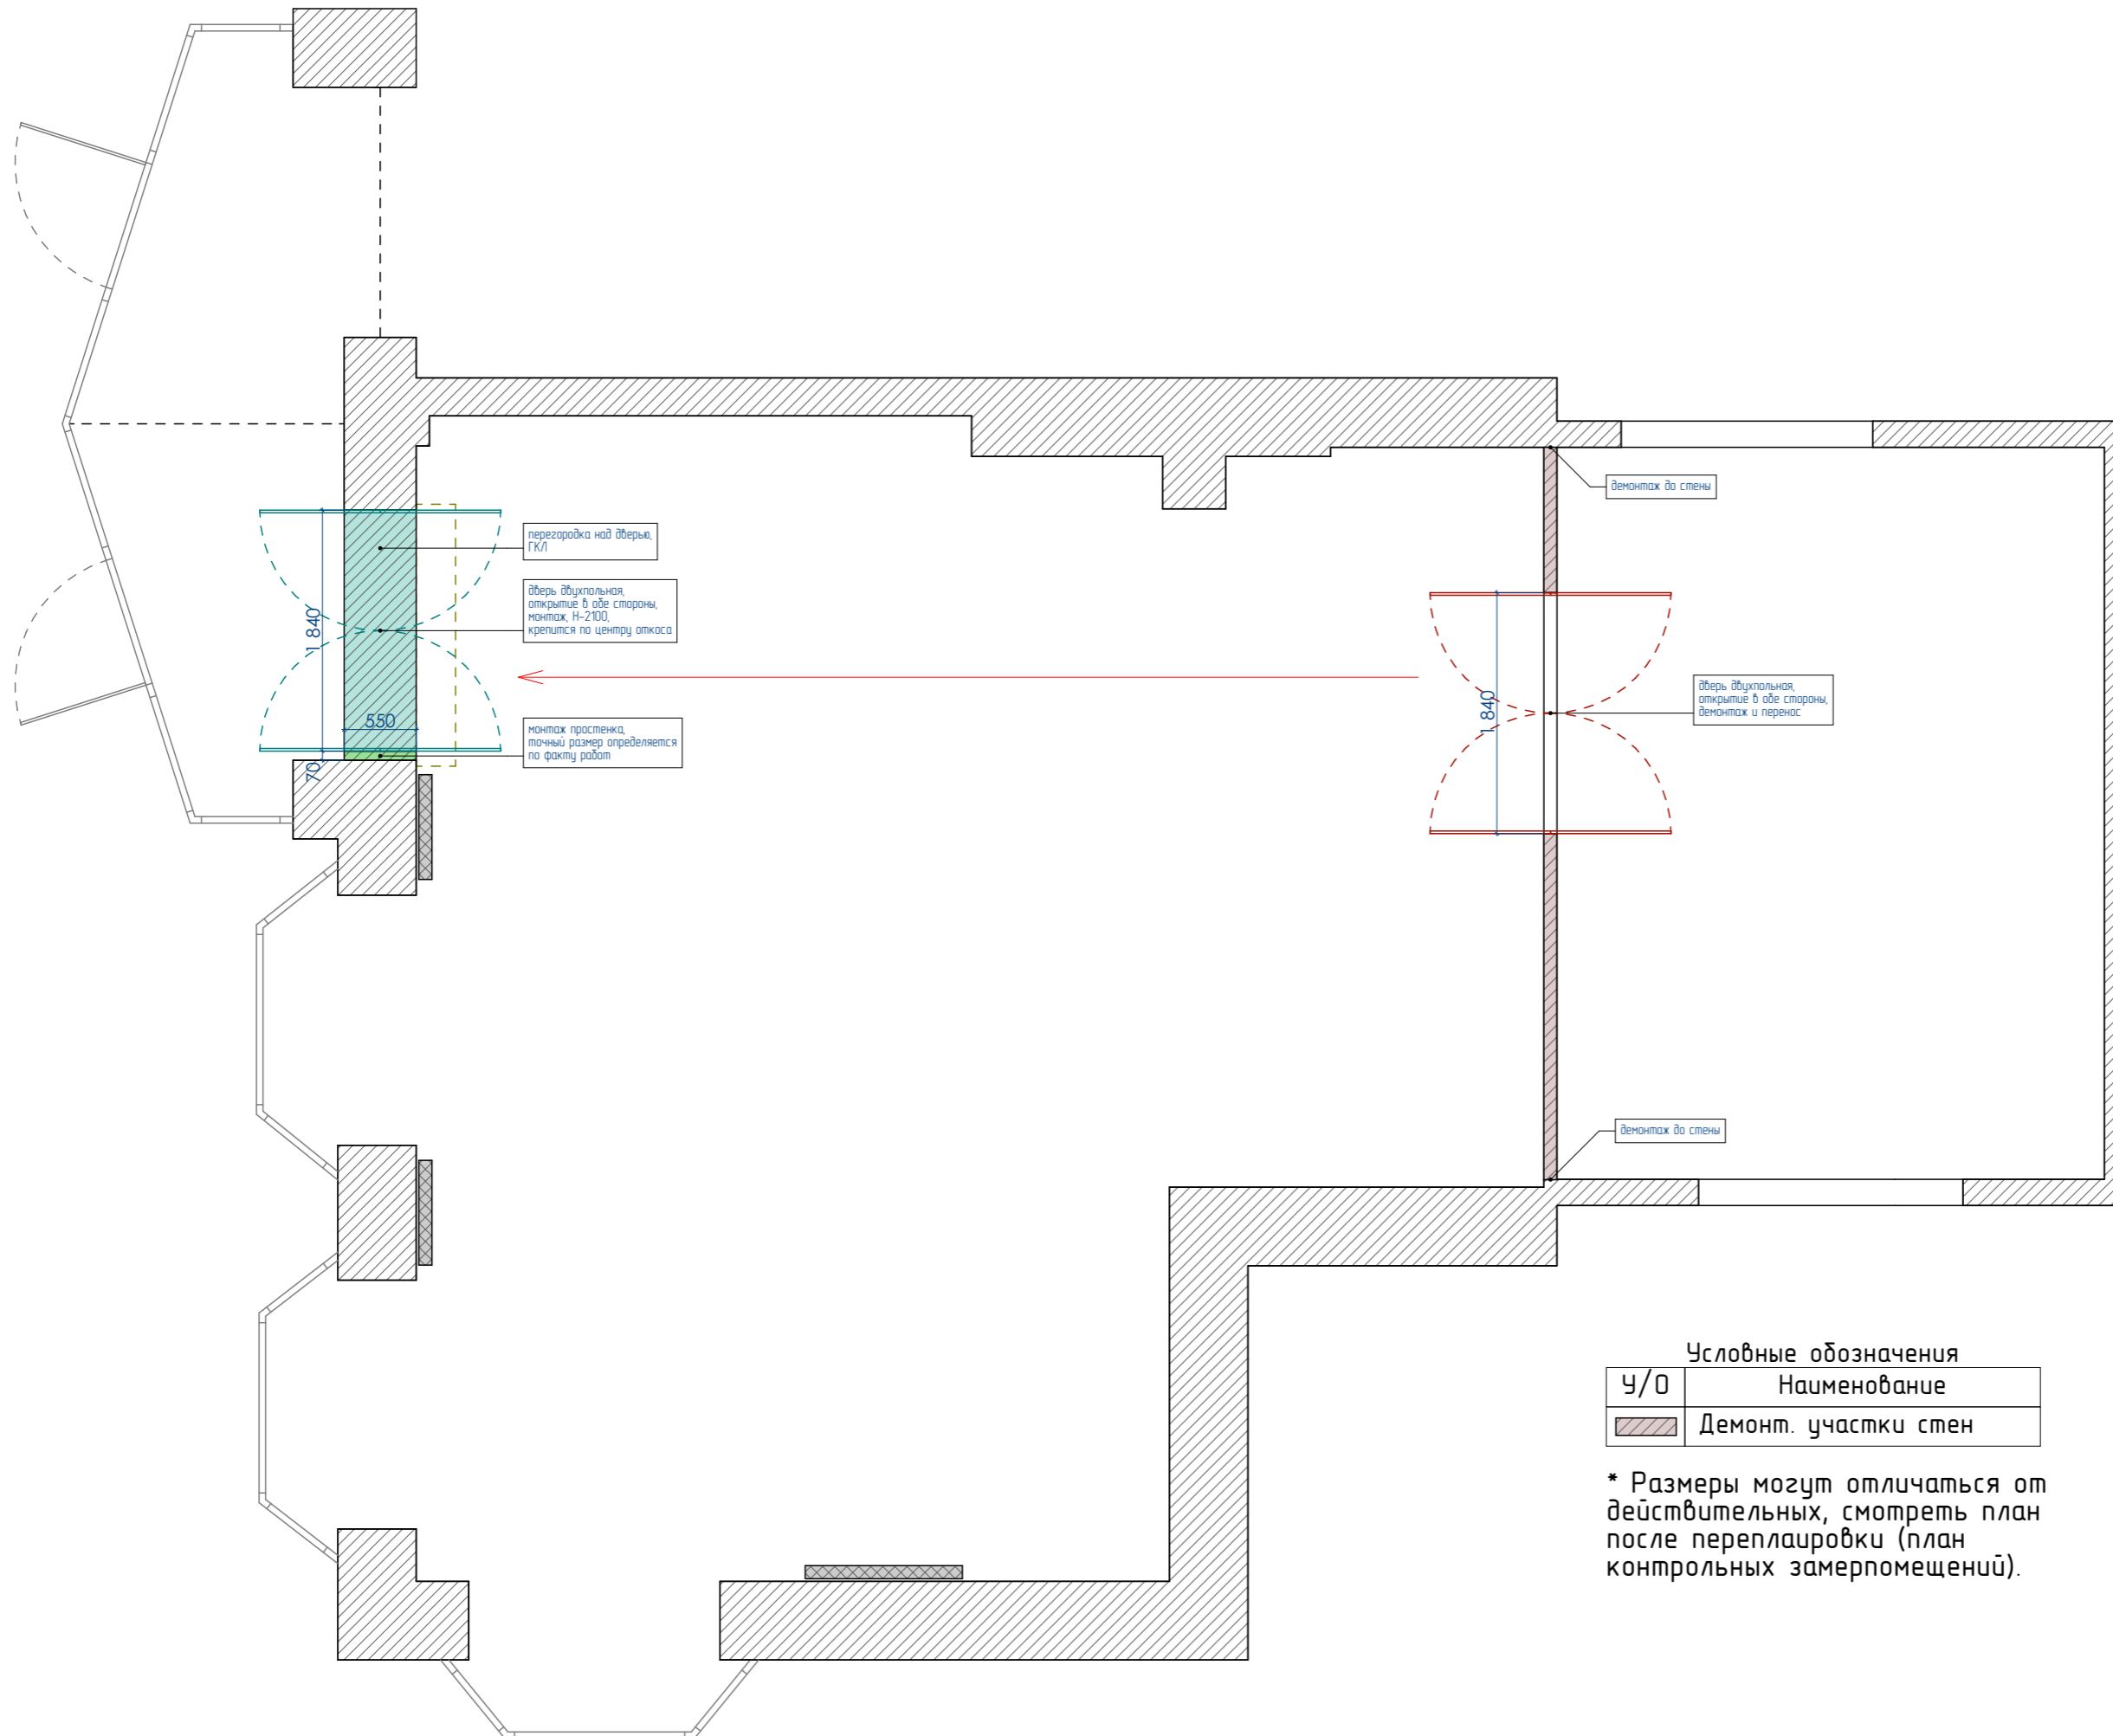 демонтаж до стены
перегородка над дверью,
ГКЛ
дверь двухпольная,
открытие в обе стороны,
монтаж, H-2100,
крепится по центру откоса
1 840
550
70
монтаж простенка,
точный размер определяется
по факту работ
1 840
дверь двухпольная,
открытие в обе стороны,
демонтаж и перенос
демонтаж до стены
Условные обозначения
У/О Наименование
Демонт. участки стен
* Размеры могут отличаться от
действительных, смотреть план
после переплаировки (план
контрольных замерпомещений).